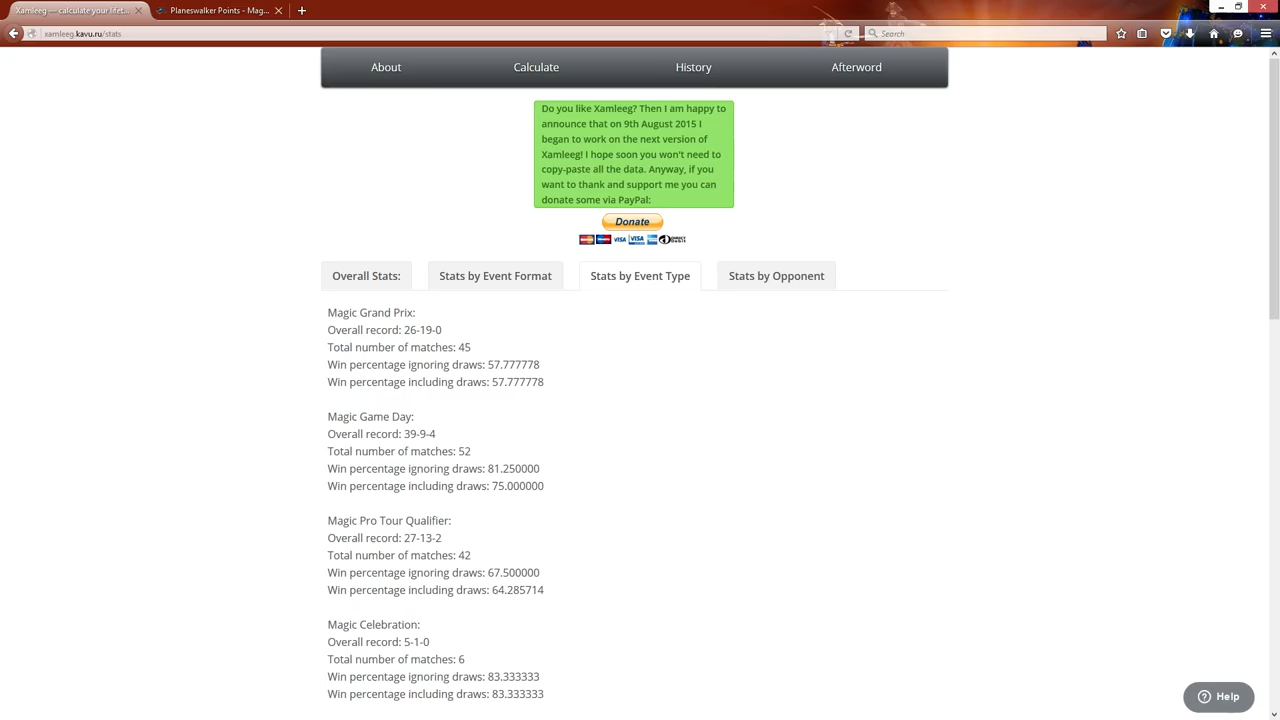 Xamleeg — calculate your lifet...
Planeswalker Points - Mag...
xamleeg.kavu.ru/stats
Search
About
Calculate
History
Afterword
Do you like Xamleeg? Then I am happy to
announce that on 9th August 2015 I
began to work on the next version of
Xamleeg! I hope soon you won't need to
copy-paste all the data. Anyway, if you
want to thank and support me you can
donate some via PayPal:
Donate
VISA VISA DIRECT Debit
Overall Stats:
Stats by Event Format
Stats by Event Type
Stats by Opponent
Magic Grand Prix:
Overall record: 26-19-0
Total number of matches: 45
Win percentage ignoring draws: 57.777778
Win percentage including draws: 57.777778
Magic Game Day:
Overall record: 39-9-4
Total number of matches: 52
Win percentage ignoring draws: 81.250000
Win percentage including draws: 75.000000
Magic Pro Tour Qualifier:
Overall record: 27-13-2
Total number of matches: 42
Win percentage ignoring draws: 67.500000
Win percentage including draws: 64.285714
Magic Celebration:
Overall record: 5-1-0
Total number of matches: 6
Win percentage ignoring draws: 83.333333
Win percentage including draws: 83.333333
Help